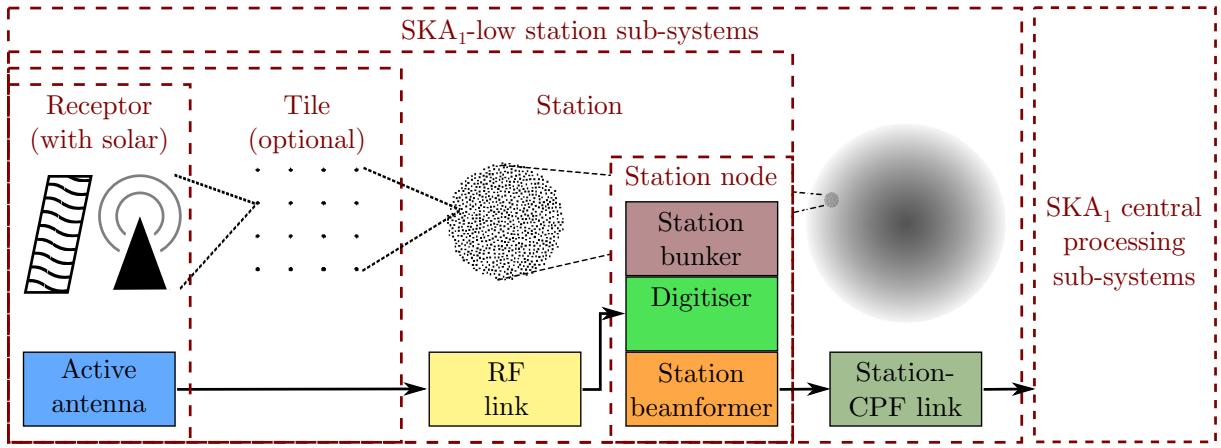 SKA₁-low station sub-systems
Receptor
(with solar)
Tile
(optional)
Station
Station node
Station
bunker
Digitiser
Station
beamformer
Active
antenna
RF
link
Station-
CPF link
SKA₁ central
processing
sub-systems